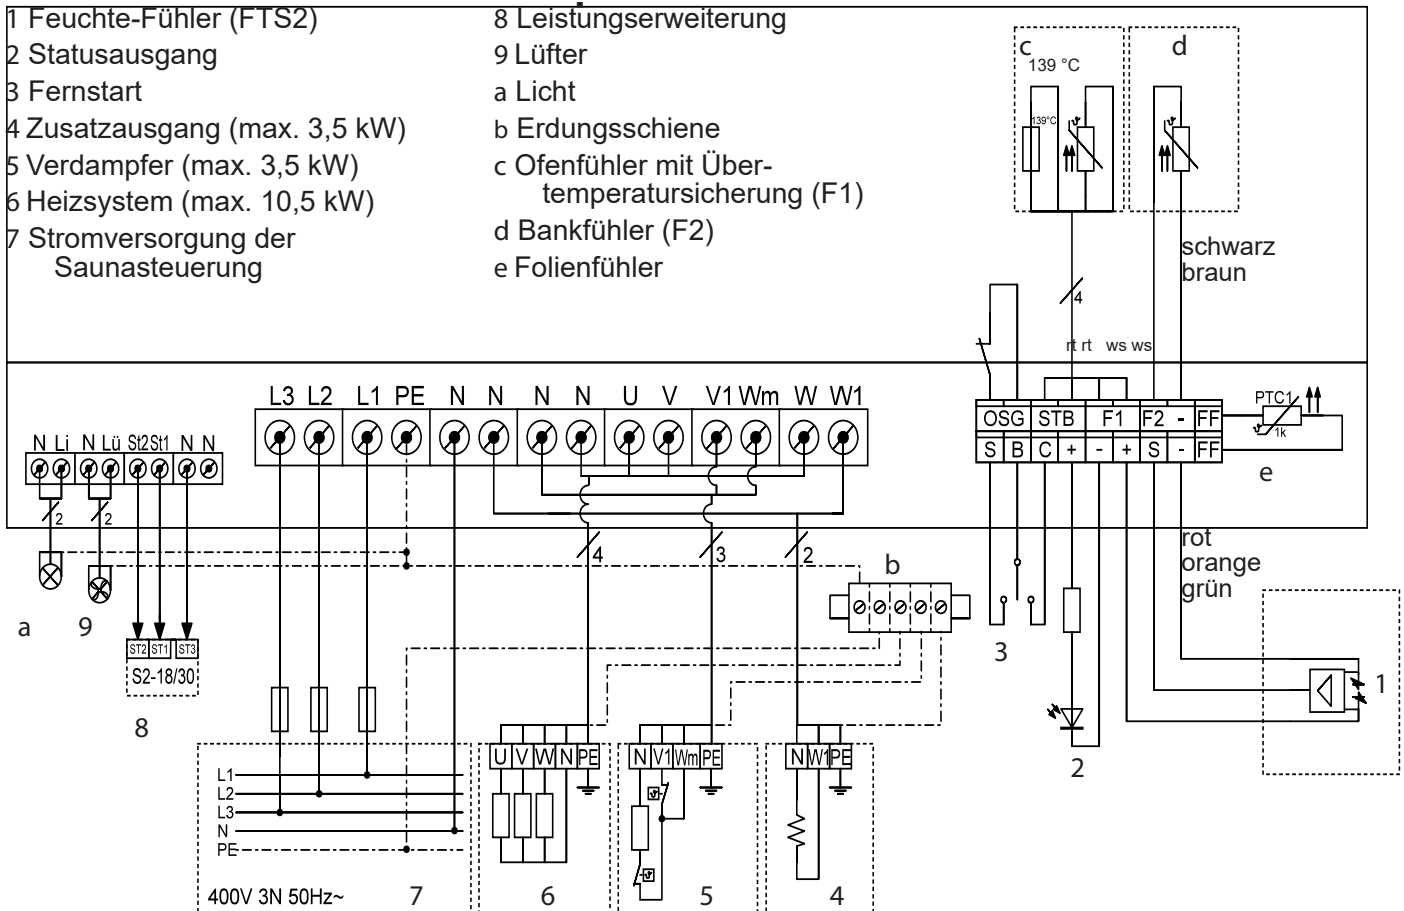 1 Feuchte-Fühler (FTS2)
2 Statusausgang
3 Fernstart
4 Zusatzausgang (max. 3,5 kW)
5 Verdampfer (max. 3,5 kW)
6 Heizsystem (max. 10,5 kW)
7 Stromversorgung der
Saunasteuerung
8 Leistungserweiterung
9 Lüfter
a Licht
b Erdungsschiene
c Ofenfühler mit Über-
temperatursicherung (F1)
d Bankfühler (F2)
e Folienfühler
c
139 °C
139°C
d
schwarz
braun
4
rt rt ws ws
L3 L2 L1 PE N N N N U V V1 Wm W W1
N Li N Lü St2 St1 N N
OSG STB F1 F2 - FF
S B C + - + S - FF
PTC1
1k
e
2 2
4 3 2
rot
orange
grün
b
a 9
ST2 ST1 ST3
S2-18/30
8
3
1
2
U V W N PE
N V1 Wm PE
N W1 PE
L1
L2
L3
N
PE
400V 3N 50Hz~ 7 6 5 4